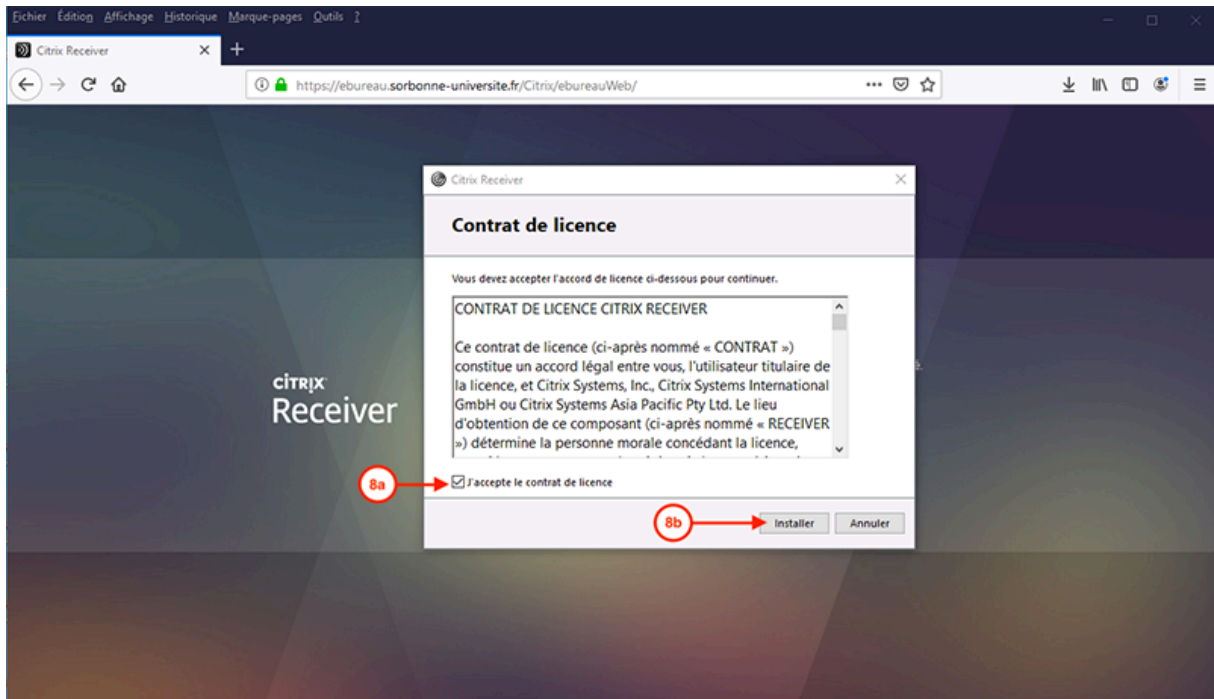 Fichier Édition Affichage Historique Marque-pages Outils ?
Citrix Receiver
https://ebureau.sorbonne-universite.fr/Citrix/ebureauWeb/
Citrix Receiver
Contrat de licence
Vous devez accepter l'accord de licence ci-dessous pour continuer.
CONTRAT DE LICENCE CITRIX RECEIVER
Ce contrat de licence (ci-après nommé « CONTRAT »)
constitue un accord légal entre vous, l'utilisateur titulaire de
la licence, et Citrix Systems, Inc., Citrix Systems International
GmbH ou Citrix Systems Asia Pacific Pty Ltd. Le lieu
d'obtention de ce composant (ci-après nommé « RECEIVER
») détermine la personne morale concédant la licence,
CITRIX
Receiver
8a
J'accepte le contrat de licence
8b
Installer Annuler